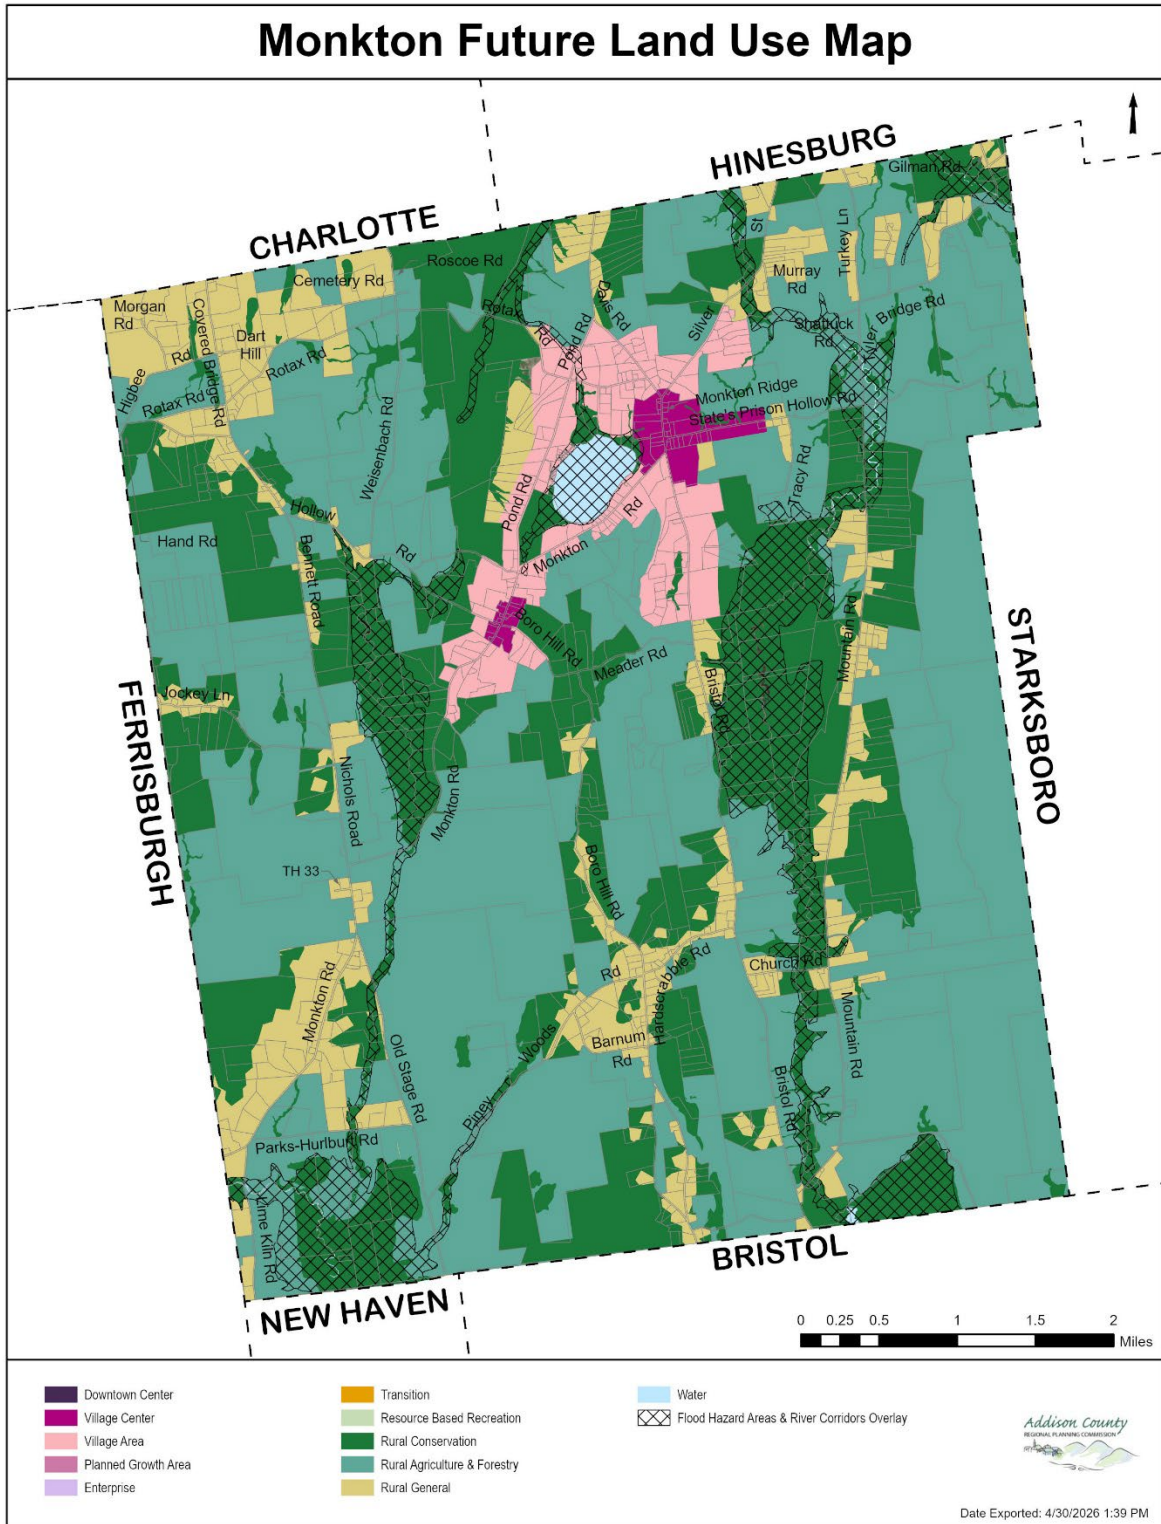 Monkton Future Land Use Map
HINESBURG
Gilman Rd
CHARLOTTE
St
Turkey Ln
Roscoe Rd
Murray
Rd
Cemetery Rd
Morgan
Rd
Covered Bridge Rd
Davis Rd
Rotax
Rd
Pond Rd
Silver
Shattuck
Rd
Tyler Bridge Rd
Dart
Hill
Rd
Rotax Rd
Higbee
Rotax Rd
Monkton Ridge
State's Prison Hollow Rd
Weisenbach Rd
Tracy Rd
Pond Rd
Rd
Hollow
Rd
Hand Rd
Bennett Road
Monkton
Mountain Rd
STARKSBORO
Boro Hill Rd
Meader Rd
Bristol Rd
Jockey Ln
FERRISBURGH
Nichols Road
Monkton Rd
TH 33
Boro Hill Rd
Rd
Hardscrabble Rd
Church Rd
Monkton Rd
Mountain Rd
Old Stage Rd
Woods
Barnum
Rd
Piney
Bristol Rd
Parks-Hurlburt Rd
Lime Kiln Rd
BRISTOL
NEW HAVEN
0 0.25 0.5 1 1.5 2
Miles
Downtown Center
Village Center
Village Area
Planned Growth Area
Enterprise
Transition
Resource Based Recreation
Rural Conservation
Rural Agriculture & Forestry
Rural General
Water
Flood Hazard Areas & River Corridors Overlay
Addison County
REGIONAL PLANNING COMMISSION
Date Exported: 4/30/2026 1:39 PM